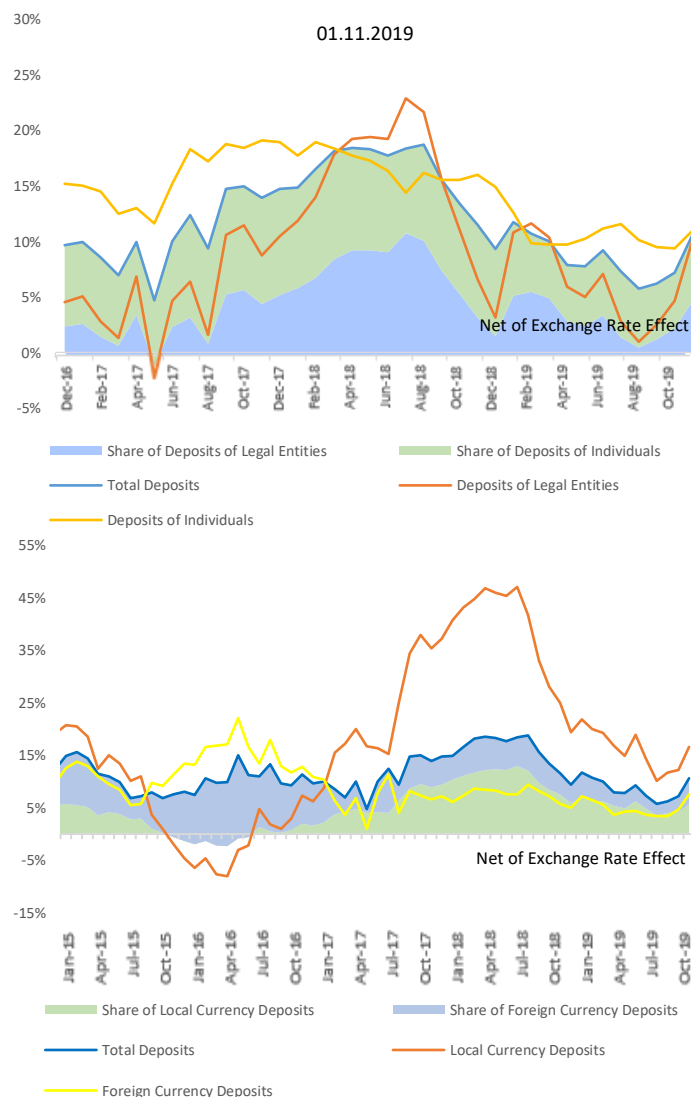 30%
01.11.2019
25%
20%
15%
10%
5%
Net of Exchange Rate Effect
0%
-5%
Dec-16 Feb-17 Apr-17 Jun-17 Aug-17 Oct-17 Dec-17 Feb-18 Apr-18 Jun-18 Aug-18 Oct-18 Dec-18 Feb-19 Apr-19 Jun-19 Aug-19 Oct-19
Share of Deposits of Legal Entities Share of Deposits of Individuals
Total Deposits Deposits of Legal Entities
Deposits of Individuals
55%
45%
35%
25%
15%
5%
-5%
Net of Exchange Rate Effect
-15%
Jan-15 Apr-15 Jul-15 Oct-15 Jan-16 Apr-16 Jul-16 Oct-16 Jan-17 Apr-17 Jul-17 Oct-17 Jan-18 Apr-18 Jul-18 Oct-18 Jan-19 Apr-19 Jul-19 Oct-19
Share of Local Currency Deposits Share of Foreign Currency Deposits
Total Deposits Local Currency Deposits
Foreign Currency Deposits